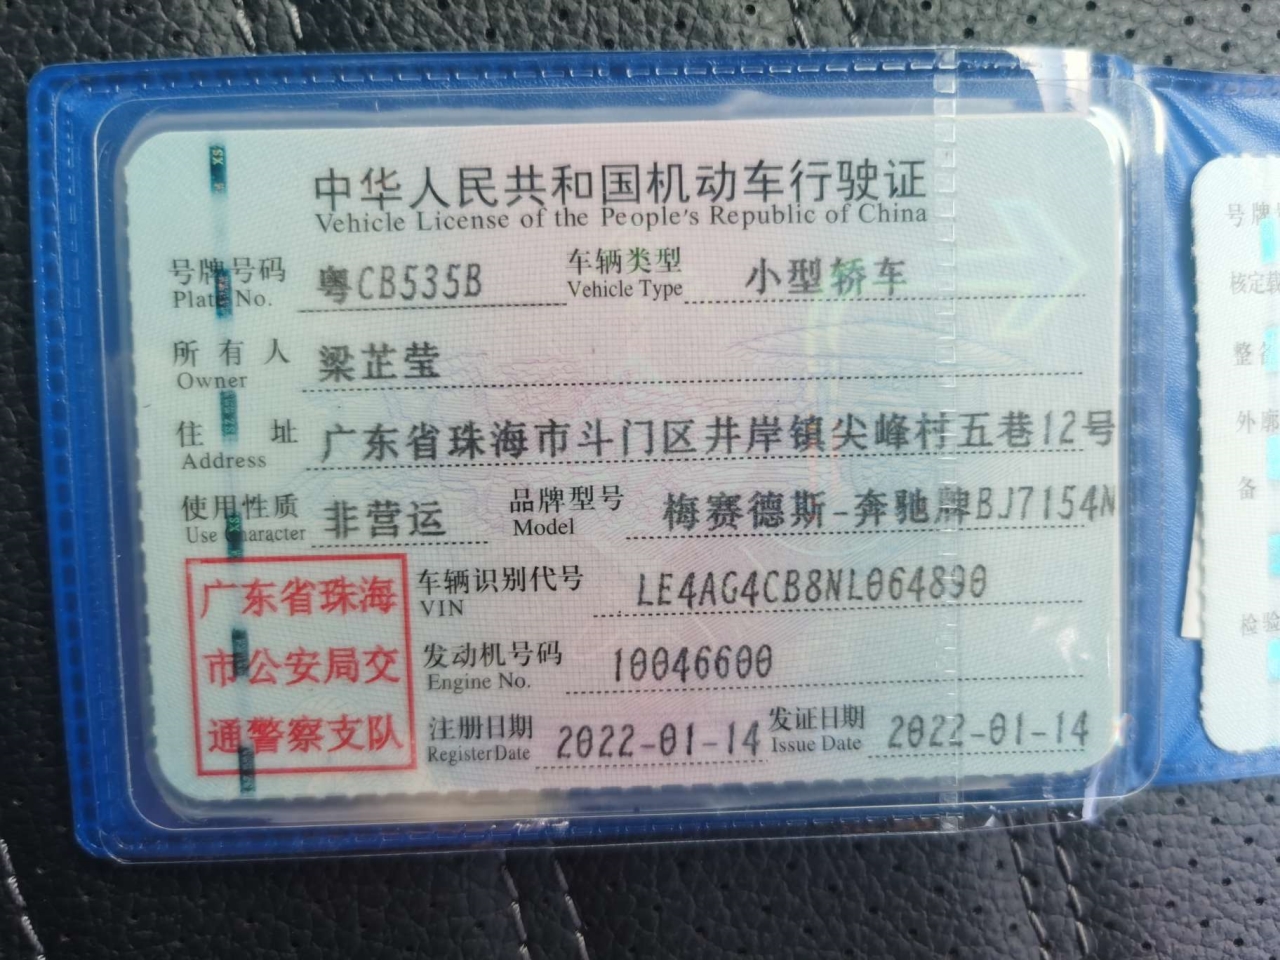 中华人民共和国机动车行驶证
Vehicle License of the People's Republic of China
号牌号码 粤CB535B 车辆类型 小型轿车
Plate No. Vehicle Type
所有人 梁芷莹
Owner
住址 广东省珠海市斗门区井岸镇尖峰村五巷12号
Address
使用性质 非营运 品牌型号 梅赛德斯-奔驰牌BJ7154N
Use Character Model
广东省珠海
市公安局交
通警察支队
车辆识别代号 LE4AG4CB8NL064890
VIN
发动机号码 10046600
Engine No.
注册日期 2022-01-14 发证日期 2022-01-14
Register Date Issue Date
号牌
核定载
整备
外廓
备
检验